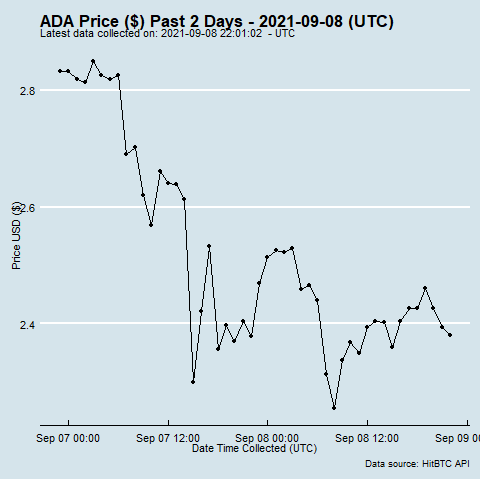 ADA Price ($) Past 2 Days - 2021-09-08 (UTC)
Latest data collected on: 2021-09-08 22:01:02 - UTC
2.8
2.6
2.4
Price USD ($)
Sep 07 00:00
Sep 07 12:00
Sep 08 00:00
Sep 08 12:00
Sep 09 0
Date Time Collected (UTC)
Data source: HitBTC API